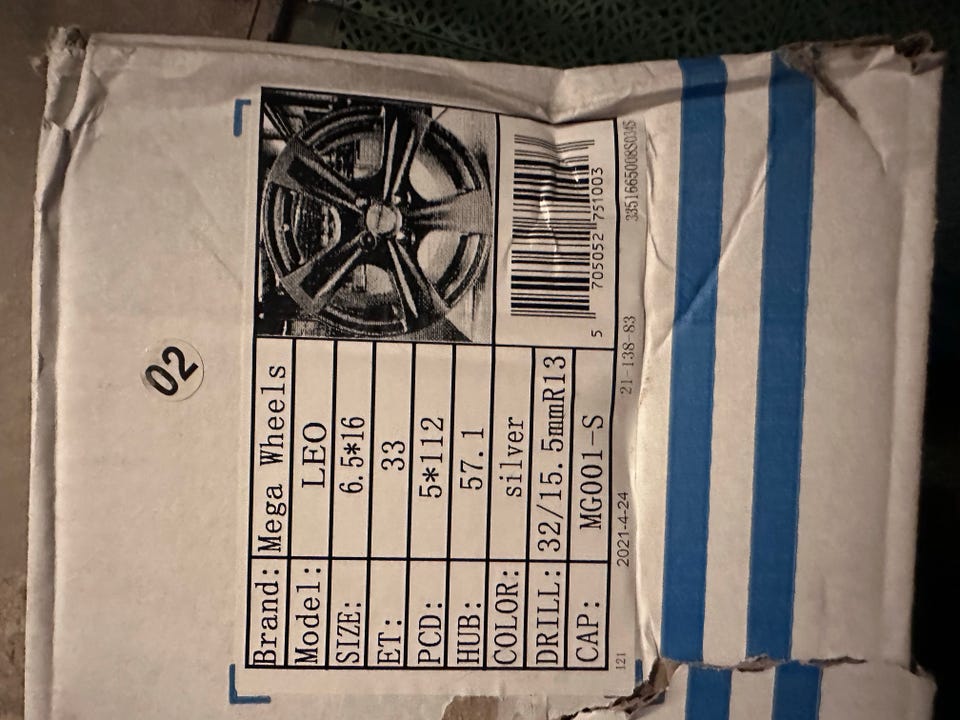 02
Brand: Mega Wheels
Model: LEO
SIZE: 6.5*16
ET: 33
PCD: 5*112
HUB: 57.1
COLOR: silver
DRILL: 32/15.5mmR13
CAP: MG001-S
5 705052 751003
121 2021-4-24 21-138-83